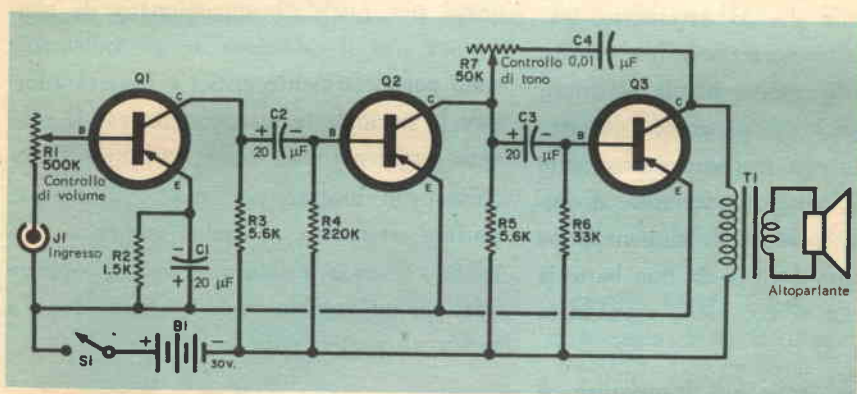 Q1
C
B
E
R1
500K
Controllo
di volume
J1
Ingresso
R2
1.5K
-
C1
+
20 µF
S1
+
B1
-
30V.
C2
+
-
20
µF
R3
5.6K
R4
220K
Q2
C
B
E
R7
50K
Controllo
di tono
C4
0,01
µF
C3
+
-
20
µF
R5
5.6K
R6
33K
Q3
C
B
E
T1
Altoparlante